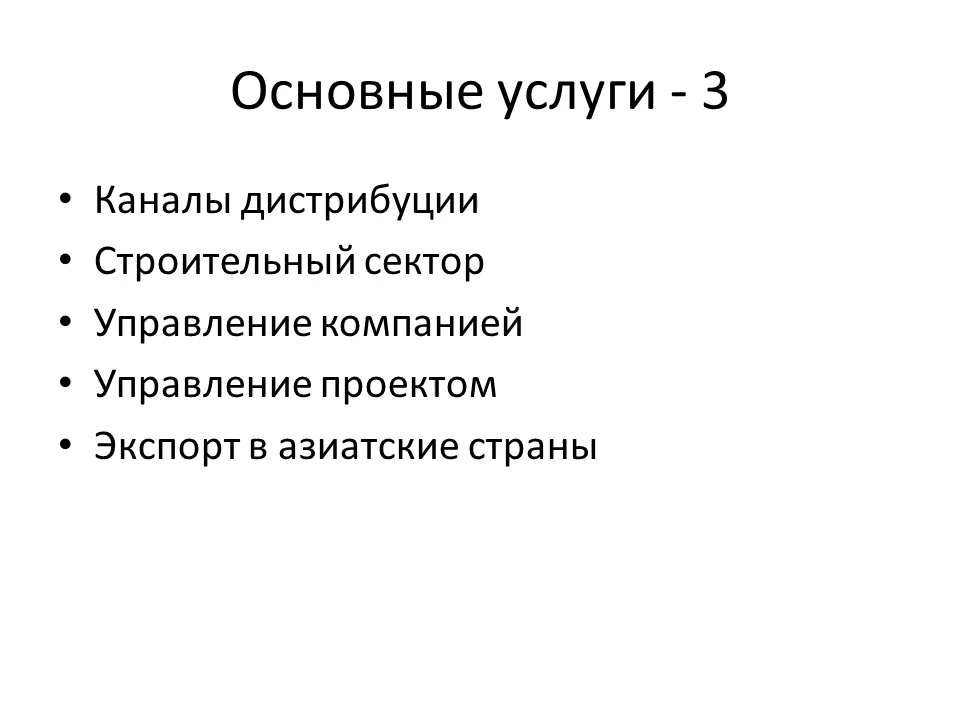 Основные услуги - 3
• Каналы дистрибуции
• Строительный сектор
• Управление компанией
• Управление проектом
• Экспорт в азиатские страны